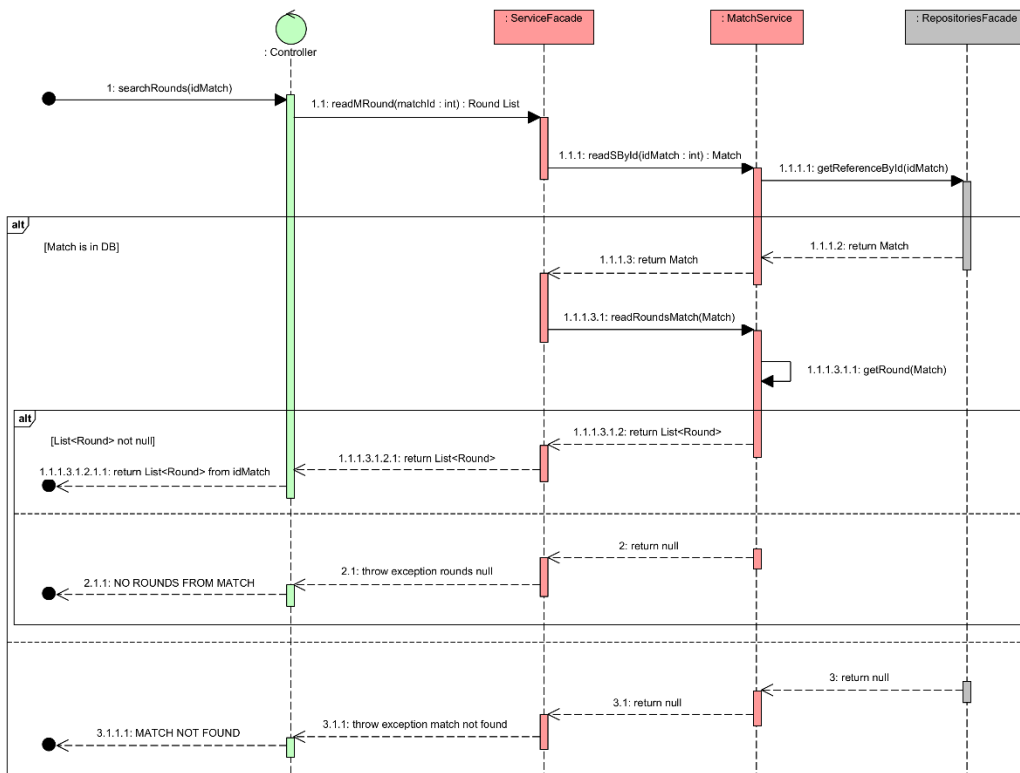 : ServiceFacade
: MatchService
: RepositoriesFacade
: Controller
1: searchRounds(idMatch)
1.1: readMRound(matchId : int) : Round List
1.1.1: readSById(idMatch : int) : Match
1.1.1.1: getReferenceById(idMatch)
alt
[Match is in DB]
1.1.1.2: return Match
1.1.1.3: return Match
1.1.1.3.1: readRoundsMatch(Match)
1.1.1.3.1.1: getRound(Match)
alt
[List<Round> not null]
1.1.1.3.1.2: return List<Round>
1.1.1.3.1.2.1: return List<Round>
1.1.1.3.1.2.1.1: return List<Round> from idMatch
2: return null
2.1: throw exception rounds null
2.1.1: NO ROUNDS FROM MATCH
3: return null
3.1: return null
3.1.1: throw exception match not found
3.1.1.1: MATCH NOT FOUND